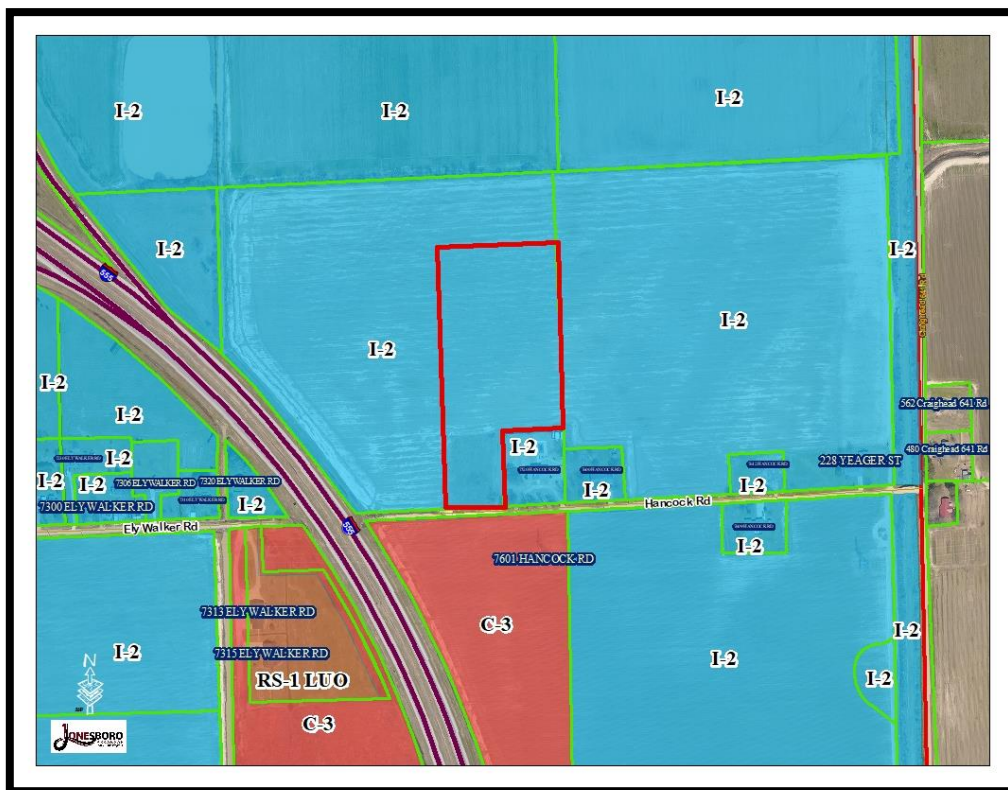 I-2
I-2
I-2
I-2
I-2
555
I-2
I-2
I-2
I-2
562 Craighead 641 Rd
I-2
I-2
480 Craighead 641 Rd
228 YEAGER ST
I-2
I-2
7306 ELY WALKER RD
7320 ELY WALKER RD
I-2
I-2
I-2
I-2
7300 ELY WALKER RD
Hancock Rd
Ely Walker Rd
555
I-2
7601 HANCOCK RD
7313 ELY WALKER RD
C-3
I-2
I-2
I-2
7315 ELY WALKER RD
I-2
RS-1 LUO
N
C-3
JONESBORO